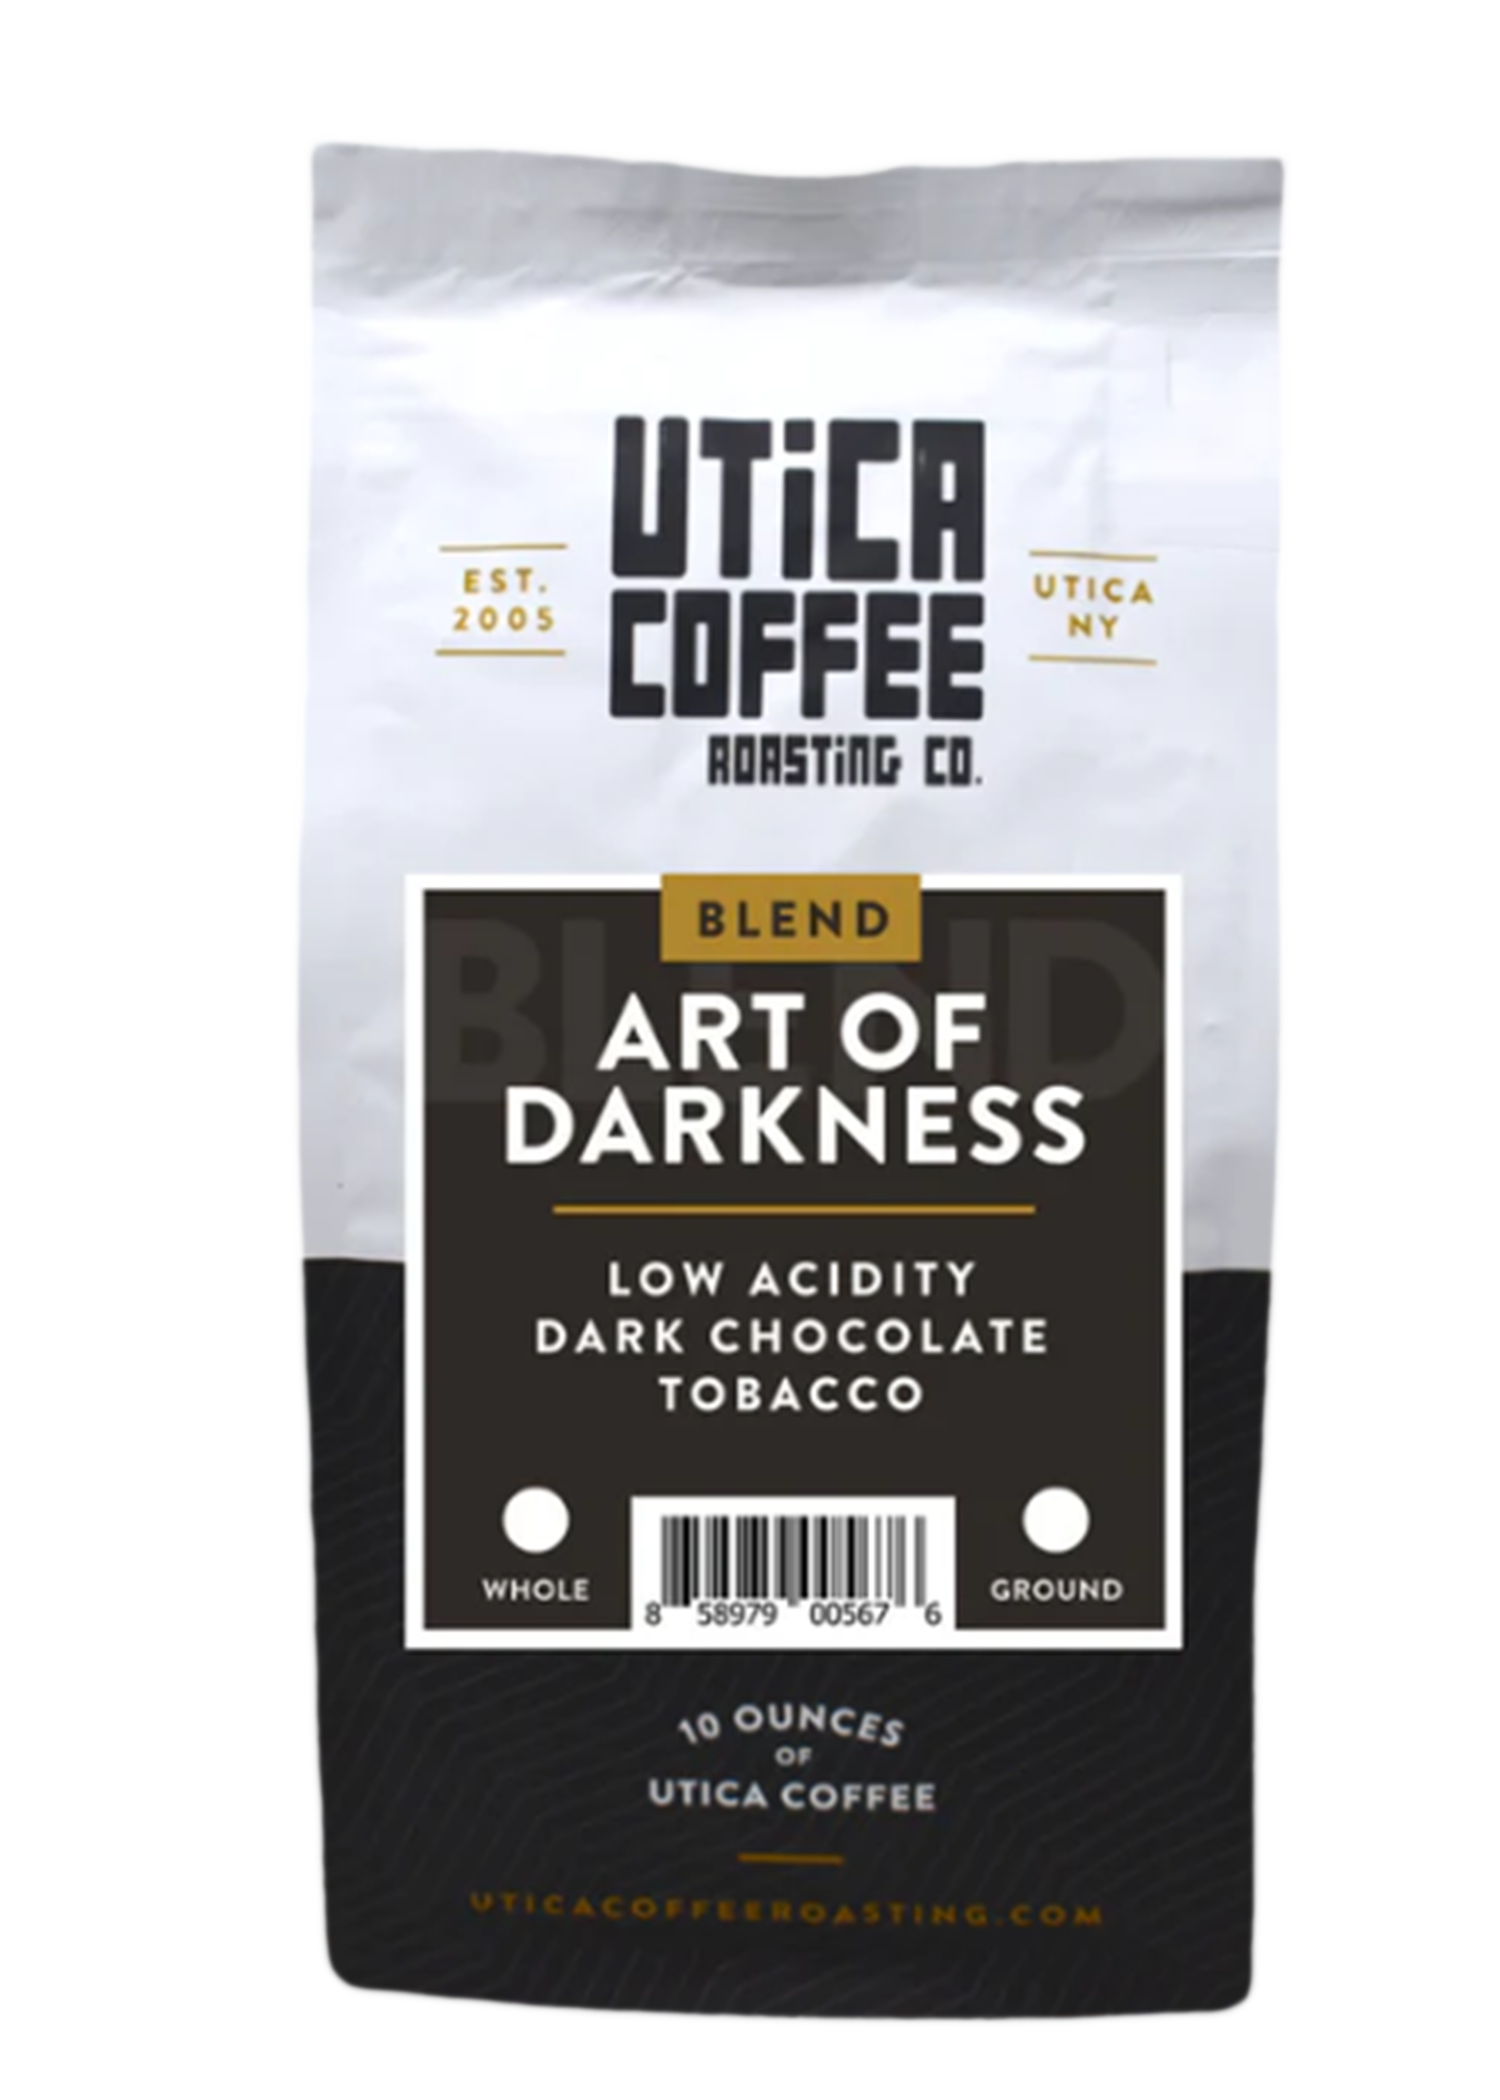 UTiCA
COFFEE
ROASTiNG CO.
EST.
2005
UTICA
NY
BLEND
BLEND
ART OF
DARKNESS
LOW ACIDITY
DARK CHOCOLATE
TOBACCO
WHOLE
8 58979 00567 6
GROUND
10 OUNCES
OF
UTICA COFFEE
UTICACOFFEEROASTING.COM